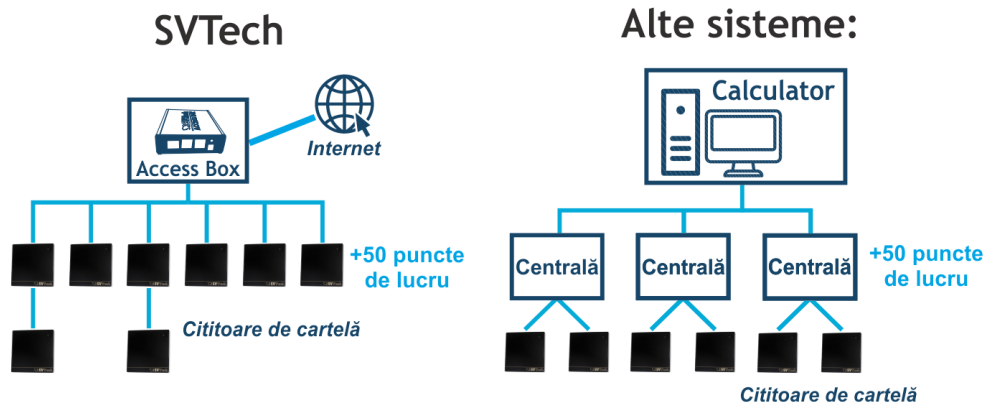 SVTech
Internet
Access Box
+50 puncte
de lucru
Cititoare de cartelă
Alte sisteme:
Calculator
Centrală
Centrală
Centrală
+50 puncte
de lucru
Cititoare de cartelă